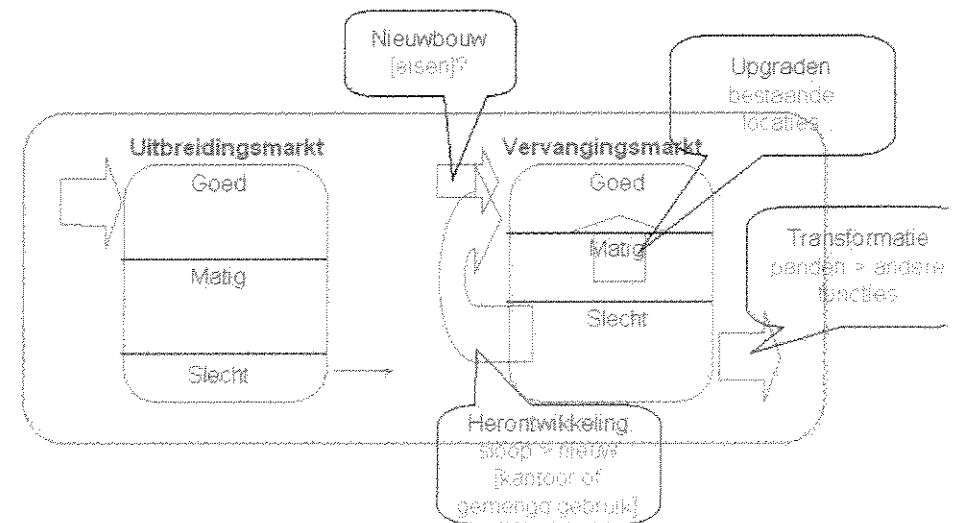 Nieuwbouw
[eisen]?
Upgraden
bestaande
locaties.
Uitbreidingsmarkt
Goed
Matig
Slecht
Vervangingsmarkt
Goed
Matig
Slecht
Transformatie
panden > andere
functies
Herontwikkeling.
sloop > nieuw
[kantoor of
gemengd gebruik]